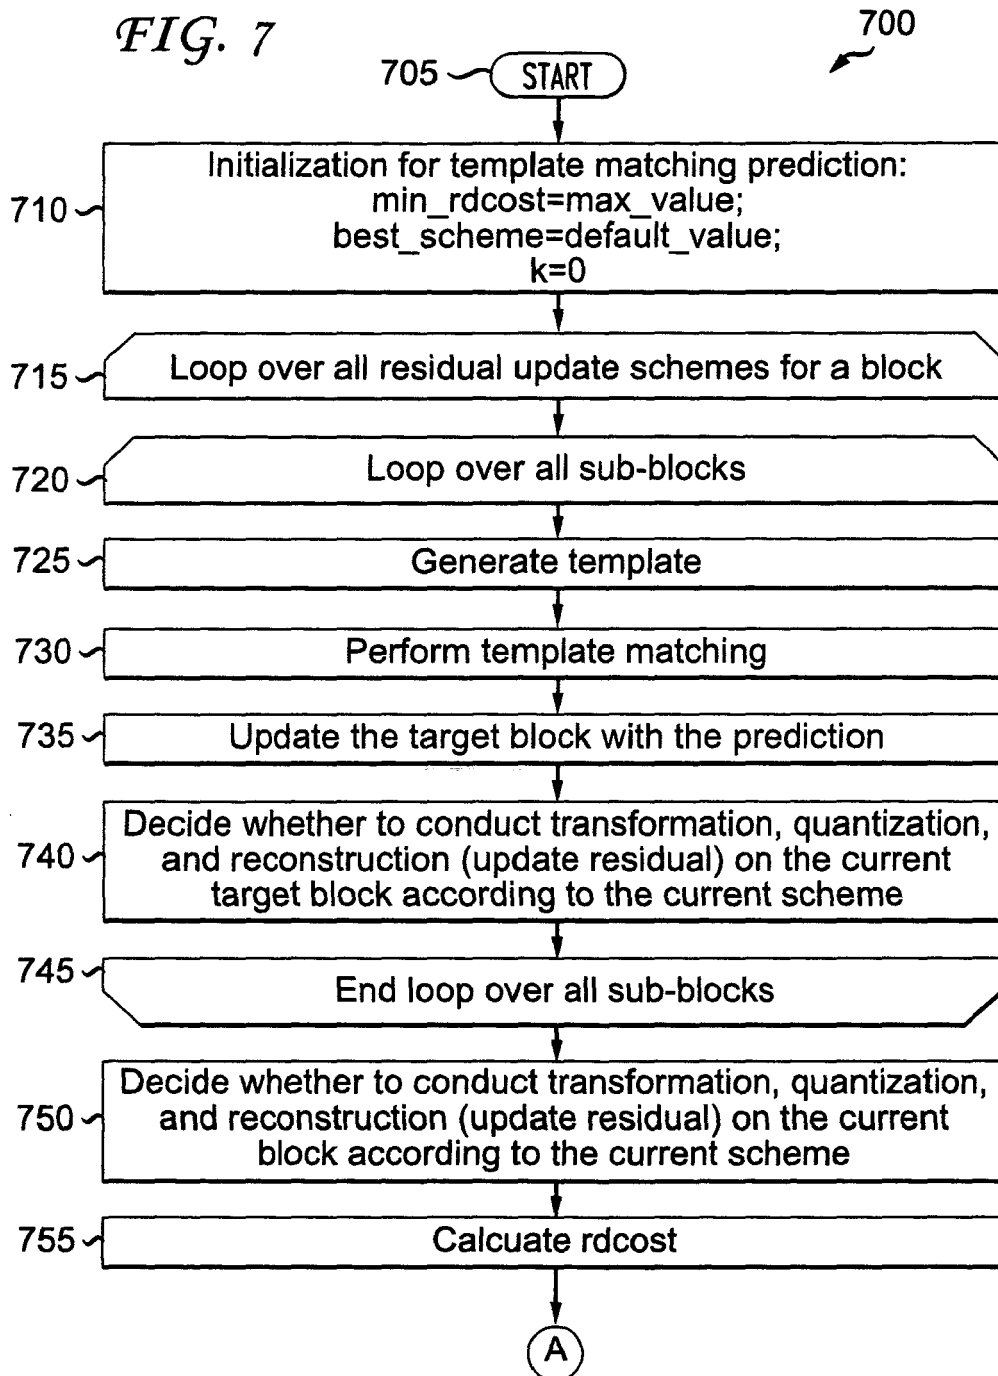 FIG. 7
700
705
START
710
Initialization for template matching prediction:
min_rdcost=max_value;
best_scheme=default_value;
k=0
715
Loop over all residual update schemes for a block
720
Loop over all sub-blocks
725
Generate template
730
Perform template matching
735
Update the target block with the prediction
740
Decide whether to conduct transformation, quantization,
and reconstruction (update residual) on the current
target block according to the current scheme
745
End loop over all sub-blocks
750
Decide whether to conduct transformation, quantization,
and reconstruction (update residual) on the current
block according to the current scheme
755
Calcuate rdcost
A